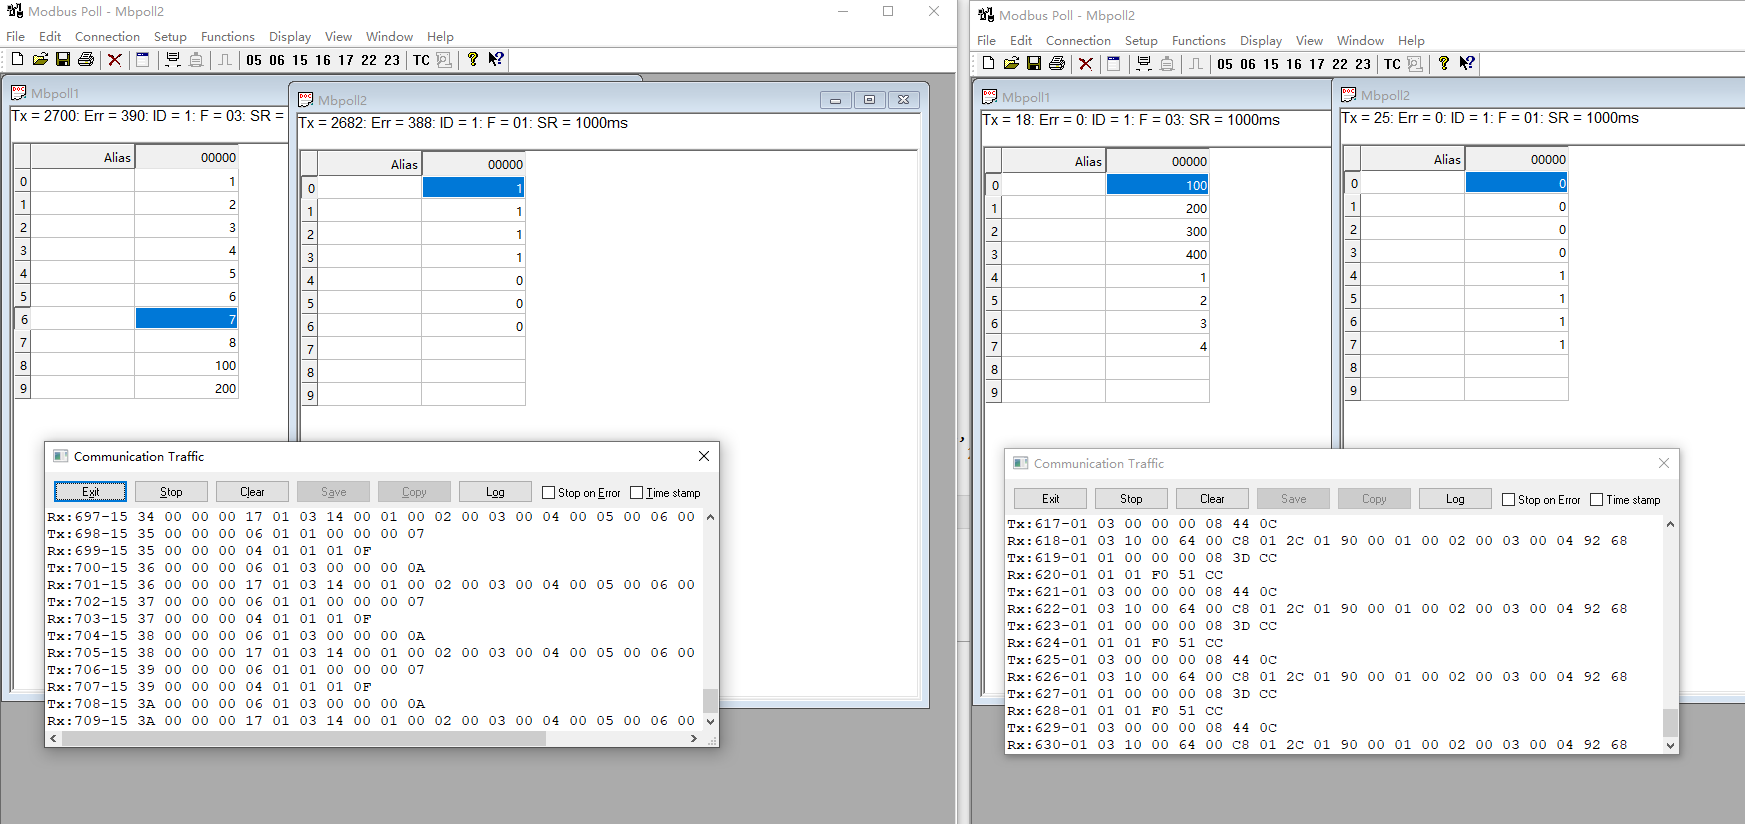 Modbus Poll - Mbpoll2
File Edit Connection Setup Functions Display View Window Help
05 06 15 16 17 22 23 TC
Mbpoll1
Tx = 2700: Err = 390: ID = 1: F = 03: SR =
Alias 00000
0 1
1 2
2 3
3 4
4 5
5 6
6 7
7 8
8 100
9 200
Mbpoll2
Tx = 2682: Err = 388: ID = 1: F = 01: SR = 1000ms
Alias 00000
0 1
1 1
2 1
3 1
4 0
5 0
6 0
7
8
9
Communication Traffic
Exit Stop Clear Save Copy Log Stop on Error Time stamp
Rx:697-15 34 00 00 00 17 01 03 14 00 01 00 02 00 03 00 04 00 05 00 06 00
Tx:698-15 35 00 00 00 06 01 01 00 00 00 07
Rx:699-15 35 00 00 00 04 01 01 01 0F
Tx:700-15 36 00 00 00 06 01 03 00 00 00 0A
Rx:701-15 36 00 00 00 17 01 03 14 00 01 00 02 00 03 00 04 00 05 00 06 00
Tx:702-15 37 00 00 00 06 01 01 00 00 00 07
Rx:703-15 37 00 00 00 04 01 01 01 0F
Tx:704-15 38 00 00 00 06 01 03 00 00 00 0A
Rx:705-15 38 00 00 00 17 01 03 14 00 01 00 02 00 03 00 04 00 05 00 06 00
Tx:706-15 39 00 00 00 06 01 01 00 00 00 07
Rx:707-15 39 00 00 00 04 01 01 01 0F
Tx:708-15 3A 00 00 00 06 01 03 00 00 00 0A
Rx:709-15 3A 00 00 00 17 01 03 14 00 01 00 02 00 03 00 04 00 05 00 06 00
Modbus Poll - Mbpoll2
File Edit Connection Setup Functions Display View Window Help
05 06 15 16 17 22 23 TC
Mbpoll1
Tx = 18: Err = 0: ID = 1: F = 03: SR = 1000ms
Alias 00000
0 100
1 200
2 300
3 400
4 1
5 2
6 3
7 4
8
9
Mbpoll2
Tx = 25: Err = 0: ID = 1: F = 01: SR = 1000ms
Alias 00000
0 0
1 0
2 0
3 0
4 1
5 1
6 1
7 1
8
9
Communication Traffic
Exit Stop Clear Save Copy Log Stop on Error Time stamp
Tx:617-01 03 00 00 00 08 44 0C
Rx:618-01 03 10 00 64 00 C8 01 2C 01 90 00 01 00 02 00 03 00 04 92 68
Tx:619-01 01 00 00 00 08 3D CC
Rx:620-01 01 01 F0 51 CC
Tx:621-01 03 00 00 00 08 44 0C
Rx:622-01 03 10 00 64 00 C8 01 2C 01 90 00 01 00 02 00 03 00 04 92 68
Tx:623-01 01 00 00 00 08 3D CC
Rx:624-01 01 01 F0 51 CC
Tx:625-01 03 00 00 00 08 44 0C
Rx:626-01 03 10 00 64 00 C8 01 2C 01 90 00 01 00 02 00 03 00 04 92 68
Tx:627-01 01 00 00 00 08 3D CC
Rx:628-01 01 01 F0 51 CC
Tx:629-01 03 00 00 00 08 44 0C
Rx:630-01 03 10 00 64 00 C8 01 2C 01 90 00 01 00 02 00 03 00 04 92 68